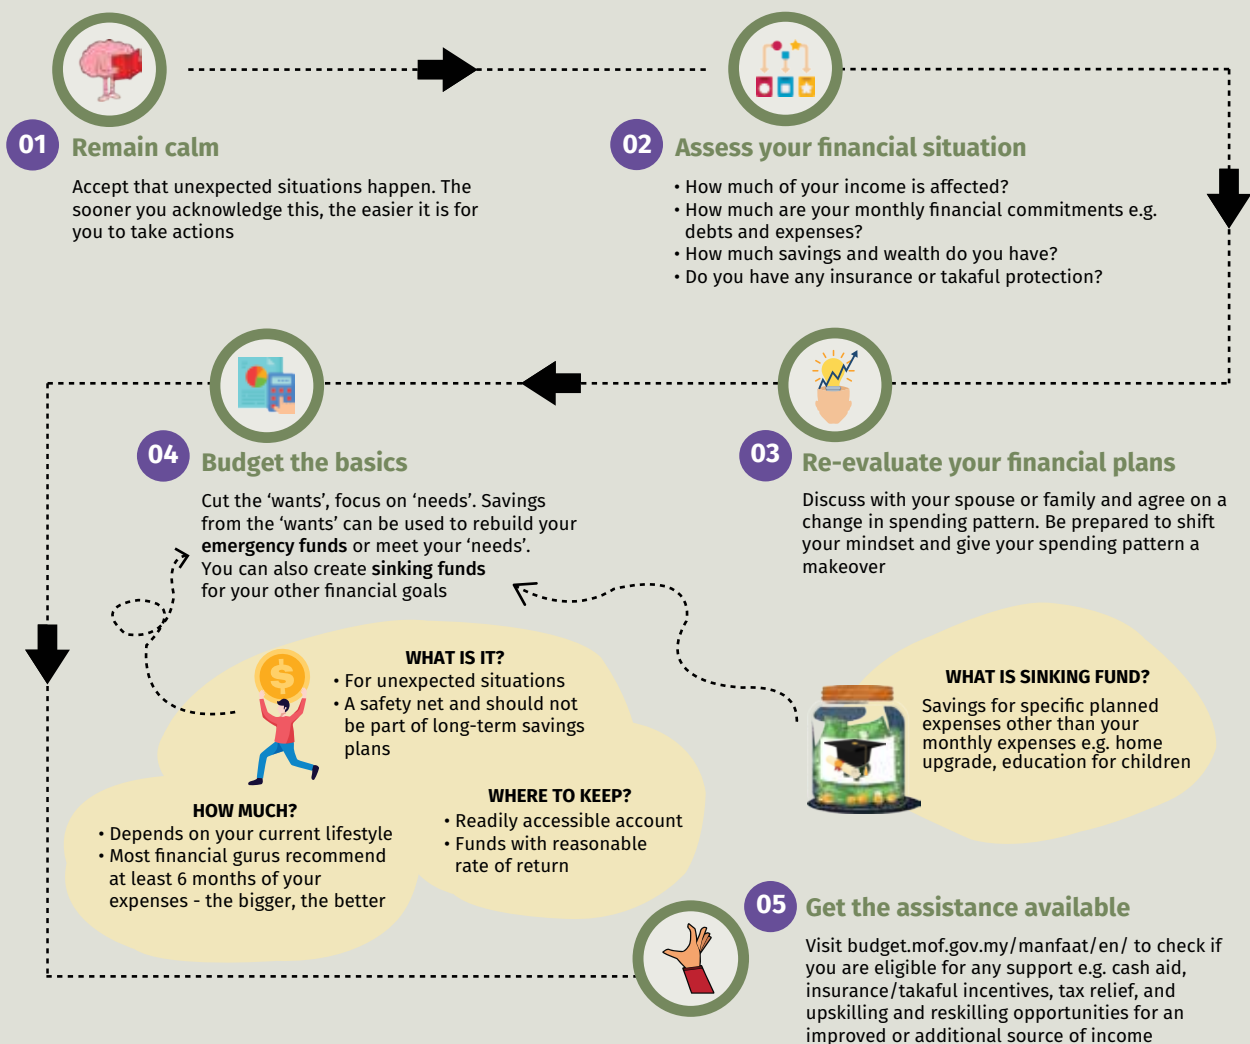 01
Remain calm
Accept that unexpected situations happen. The
sooner you acknowledge this, the easier it is for
you to take actions
02
Assess your financial situation
• How much of your income is affected?
• How much are your monthly financial commitments e.g.
debts and expenses?
• How much savings and wealth do you have?
• Do you have any insurance or takaful protection?
03
Re-evaluate your financial plans
Discuss with your spouse or family and agree on a
change in spending pattern. Be prepared to shift
your mindset and give your spending pattern a
makeover
04
Budget the basics
Cut the ‘wants’, focus on ‘needs’. Savings
from the ‘wants’ can be used to rebuild your
emergency funds or meet your ‘needs’.
You can also create sinking funds
for your other financial goals
WHAT IS IT?
• For unexpected situations
• A safety net and should not
be part of long-term savings
plans
HOW MUCH?
• Depends on your current lifestyle
• Most financial gurus recommend
at least 6 months of your
expenses - the bigger, the better
WHERE TO KEEP?
• Readily accessible account
• Funds with reasonable
rate of return
WHAT IS SINKING FUND?
Savings for specific planned
expenses other than your
monthly expenses e.g. home
upgrade, education for children
05
Get the assistance available
Visit budget.mof.gov.my/manfaat/en/ to check if
you are eligible for any support e.g. cash aid,
insurance/takaful incentives, tax relief, and
upskilling and reskilling opportunities for an
improved or additional source of income